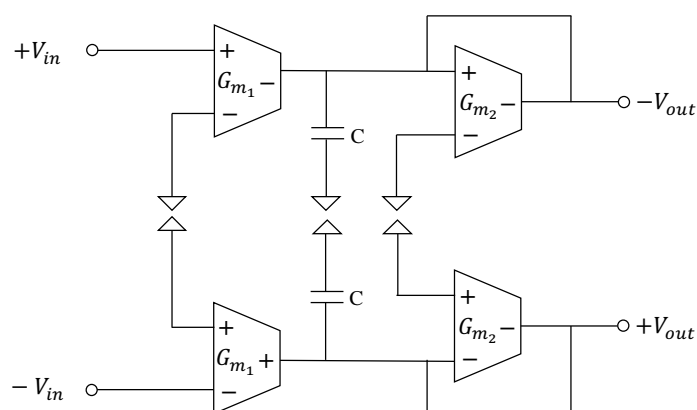 +V_in
+
G_m1 −
−
C
+
G_m2 −
−
−V_out
C
+
G_m1 +
−
− V_in
+
G_m2 −
−
+V_out